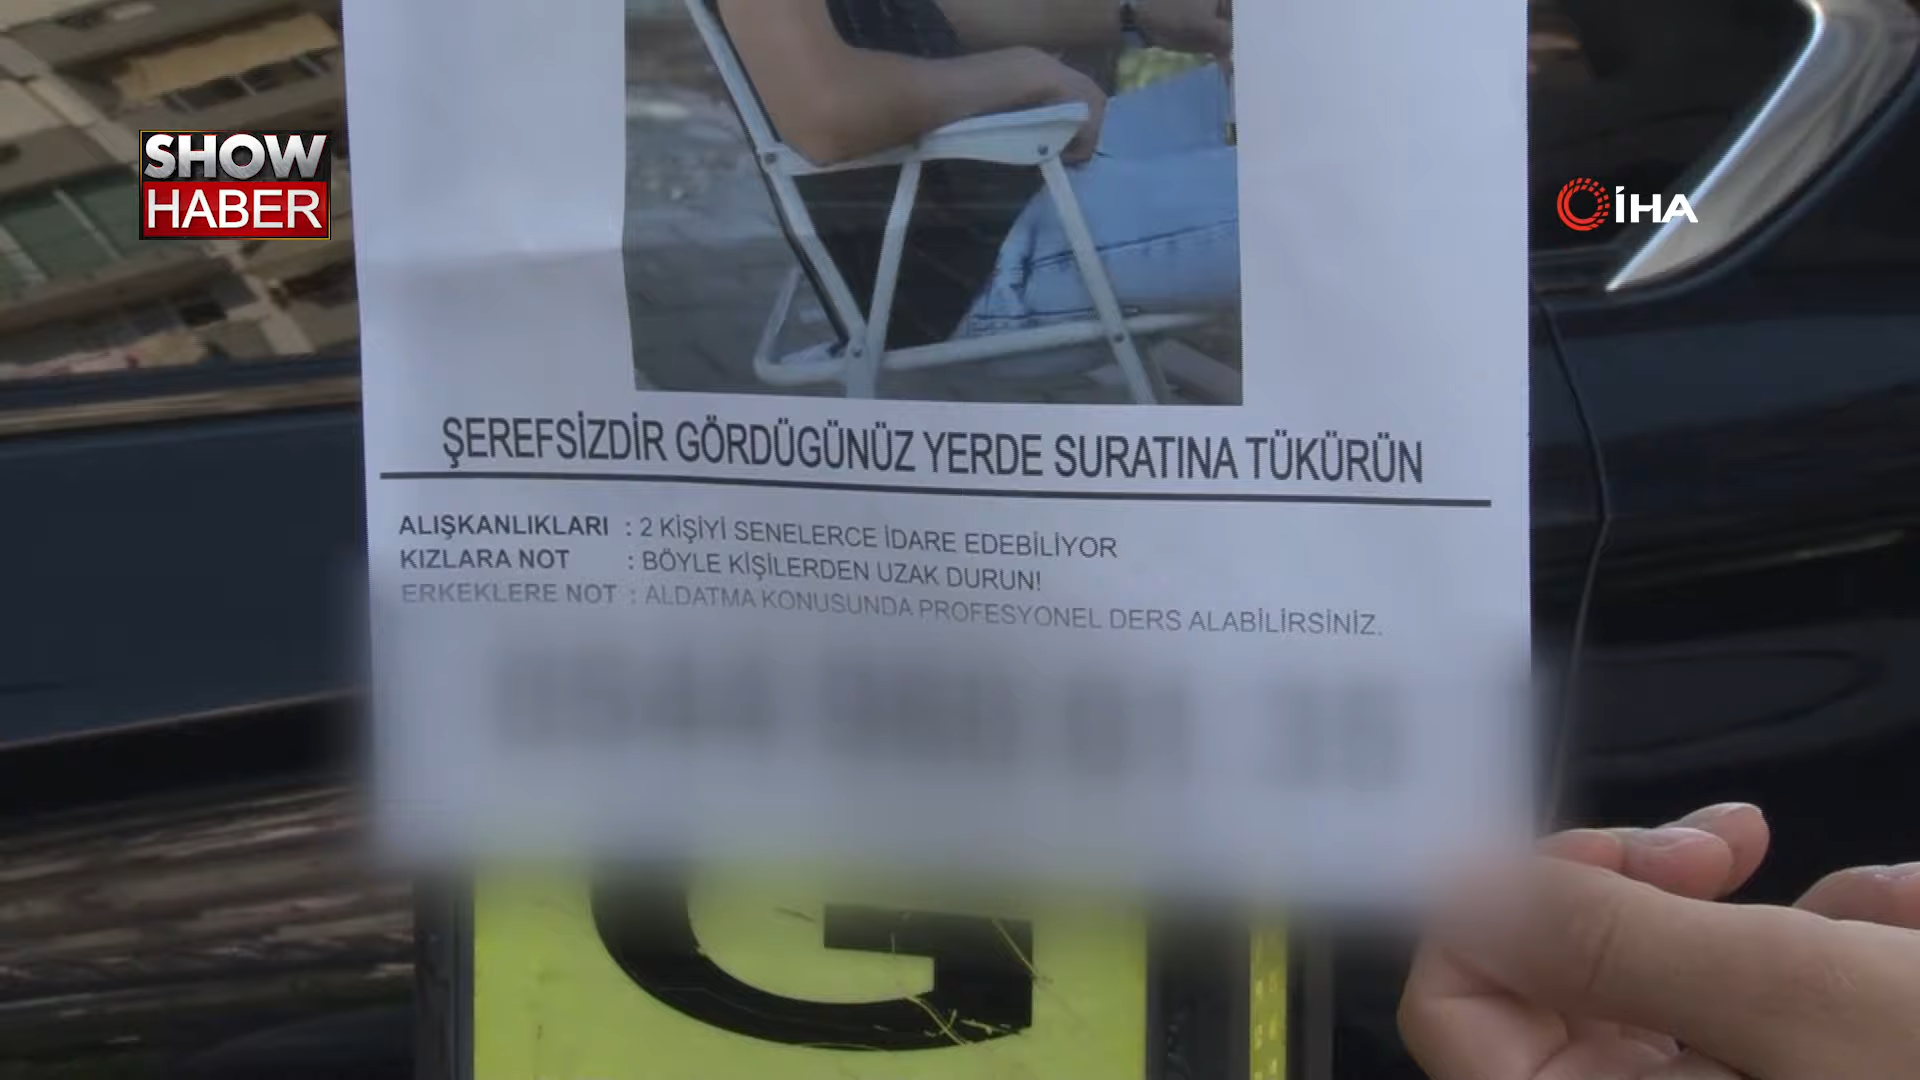 SHOW
HABER
İHA
ŞEREFSİZDİR GÖRDÜGÜNÜZ YERDE SURATINA TÜKÜRÜN
ALIŞKANLIKLARI : 2 KİŞİYİ SENELERCE İDARE EDEBİLİYOR
KIZLARA NOT : BÖYLE KİŞİLERDEN UZAK DURUN!
ERKEKLERE NOT : ALDATMA KONUSUNDA PROFESYONEL DERS ALABİLİRSİNİZ.
G